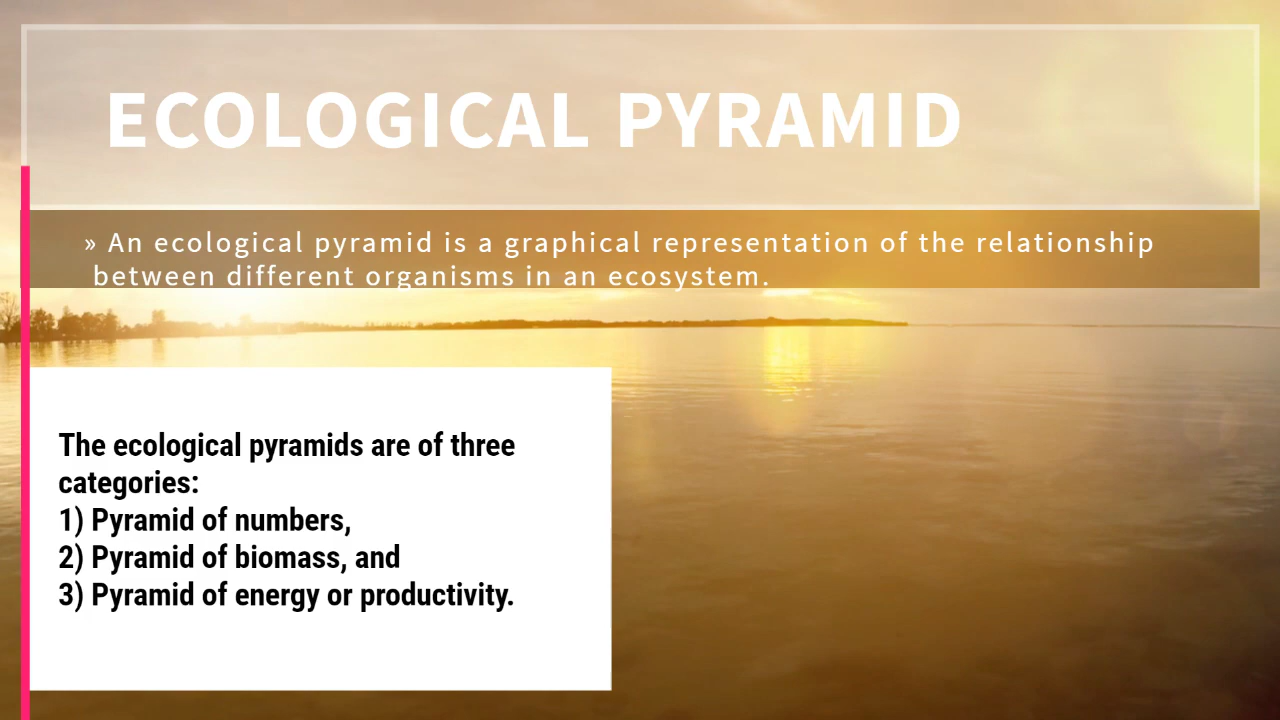 ECOLOGICAL PYRAMID
» An ecological pyramid is a graphical representation of the relationship
between different organisms in an ecosystem.
The ecological pyramids are of three
categories:
1) Pyramid of numbers,
2) Pyramid of biomass, and
3) Pyramid of energy or productivity.